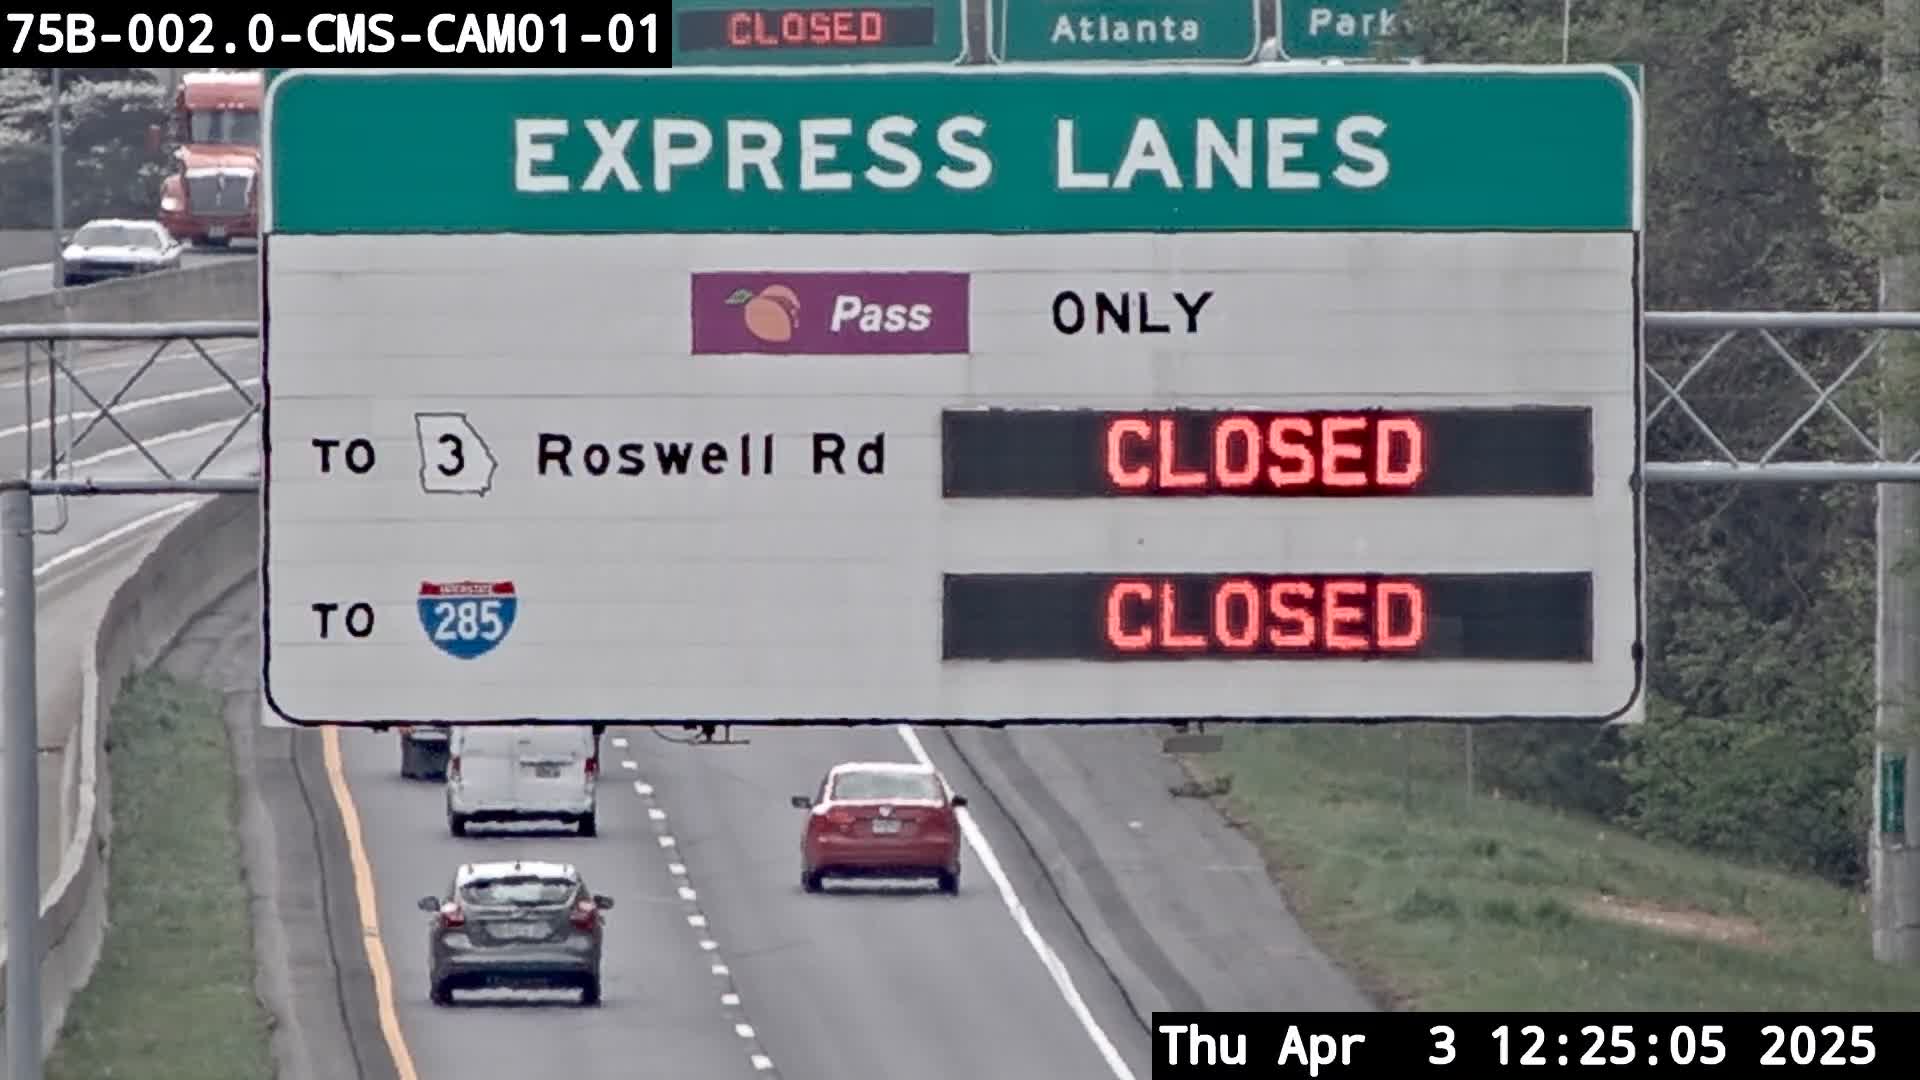 75B-002.0-CMS-CAM01-01
CLOSED
Atlanta
Park
EXPRESS LANES
Pass ONLY
TO 3 Roswell Rd CLOSED
INTERSTATE
TO 285 CLOSED
Thu Apr 3 12:25:05 2025